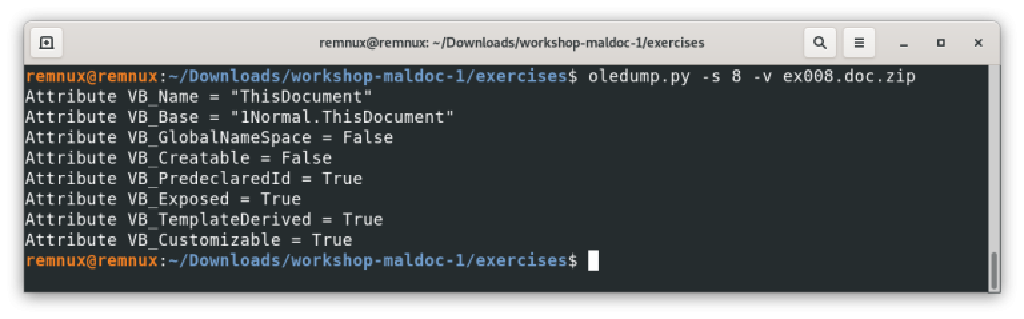 remnux@remnux: ~/Downloads/workshop-maldoc-1/exercises
remnux@remnux:~/Downloads/workshop-maldoc-1/exercises$ oledump.py -s 8 -v ex008.doc.zip
Attribute VB_Name = "ThisDocument"
Attribute VB_Base = "1Normal.ThisDocument"
Attribute VB_GlobalNameSpace = False
Attribute VB_Creatable = False
Attribute VB_PredeclaredId = True
Attribute VB_Exposed = True
Attribute VB_TemplateDerived = True
Attribute VB_Customizable = True
remnux@remnux:~/Downloads/workshop-maldoc-1/exercises$